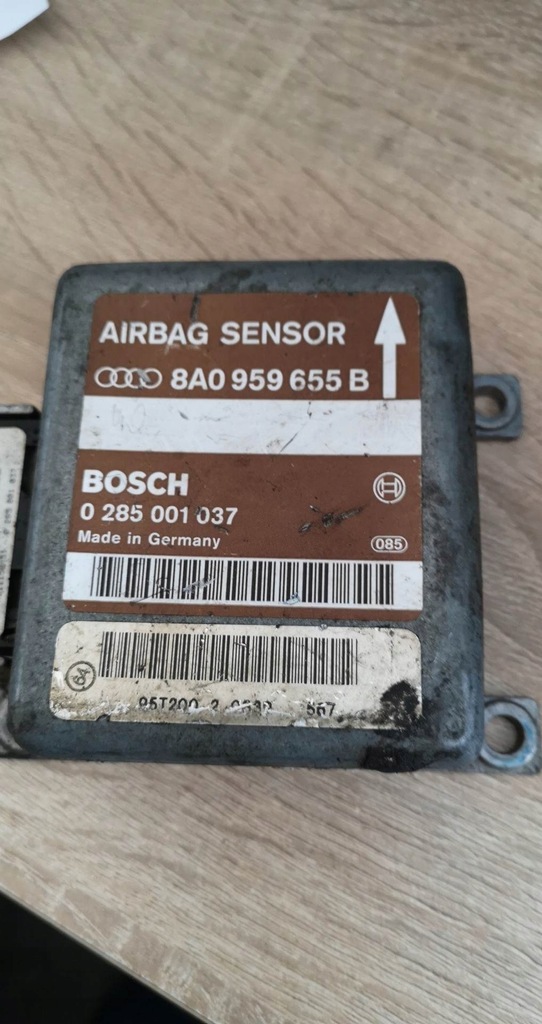 AIRBAG SENSOR
8A0 959 655 B
BOSCH
0 285 001 037
Made in Germany
085